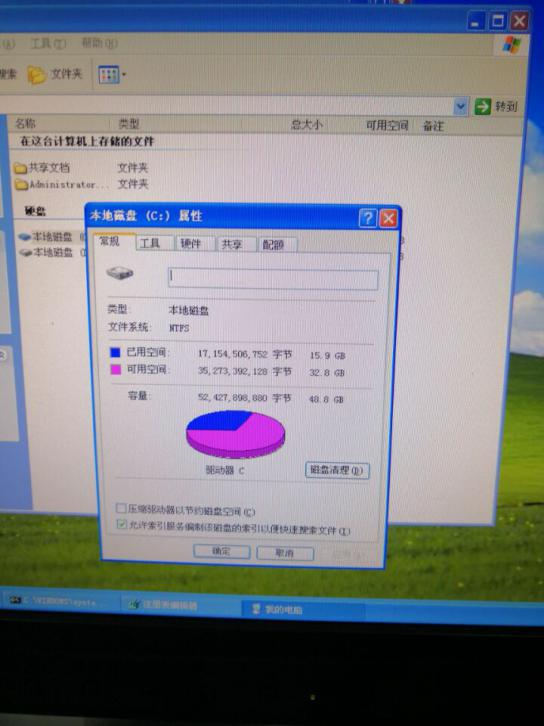 工具(T) 帮助(H)
搜索 文件夹
转到
名称 类型 总大小 可用空间 备注
在这台计算机上存储的文件
共享文档 文件夹
Administrator... 文件夹
硬盘
本地磁盘
本地磁盘
本地磁盘 (C:) 属性
常规 工具 硬件 共享 配额
类型: 本地磁盘
文件系统: NTFS
已用空间: 17,154,506,752 字节 15.9 GB
可用空间: 35,273,392,128 字节 32.8 GB
容量: 52,427,898,880 字节 48.8 GB
驱动器 C
磁盘清理(D)
压缩驱动器以节约磁盘空间(C)
允许索引服务编制该磁盘的索引以便快速搜索文件(I)
确定 取消
C:\WINDOWS\syste... 注册表编辑器 我的电脑